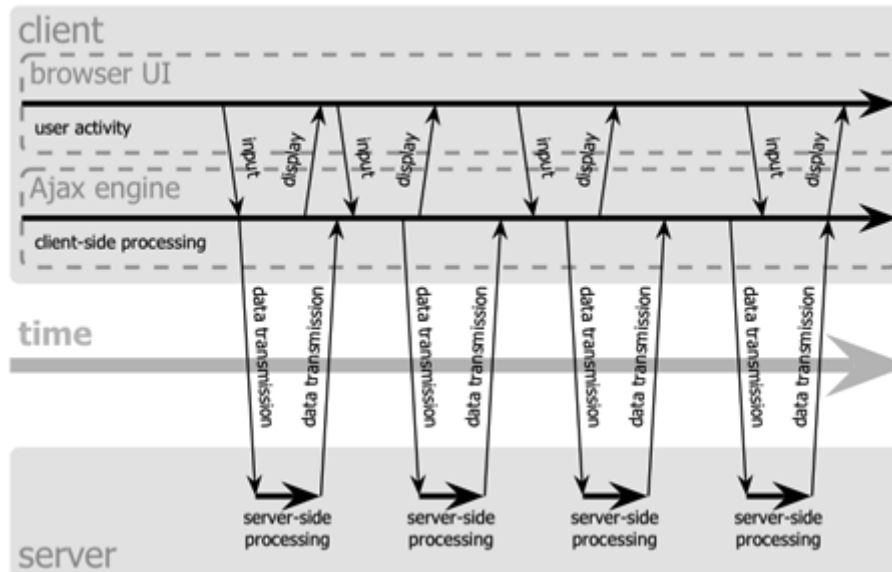 client
browser UI
user activity
input
display
input
display
input
display
input
display
Ajax engine
client-side processing
data transmission
data transmission
data transmission
data transmission
data transmission
data transmission
data transmission
data transmission
time
server-side
processing
server-side
processing
server-side
processing
server-side
processing
server